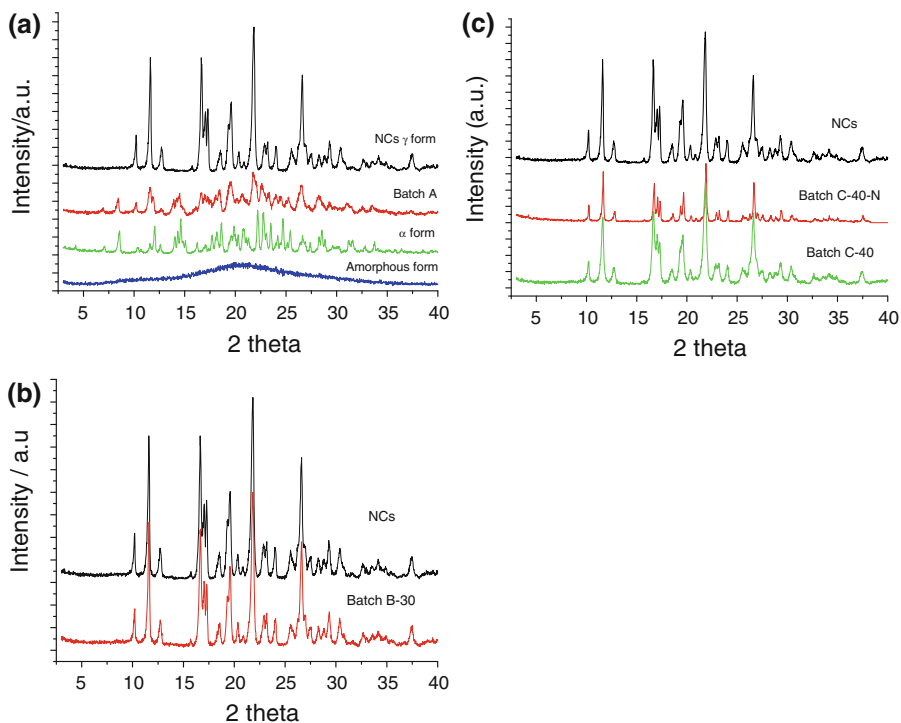 (a)
Intensity/a.u.
NCs γ form
Batch A
α form
Amorphous form
5 10 15 20 25 30 35 40
2 theta
(c)
Intensity (a.u.)
NCs
Batch C-40-N
Batch C-40
5 10 15 20 25 30 35 40
2 theta
(b)
Intensity / a.u
NCs
Batch B-30
5 10 15 20 25 30 35 40
2 theta